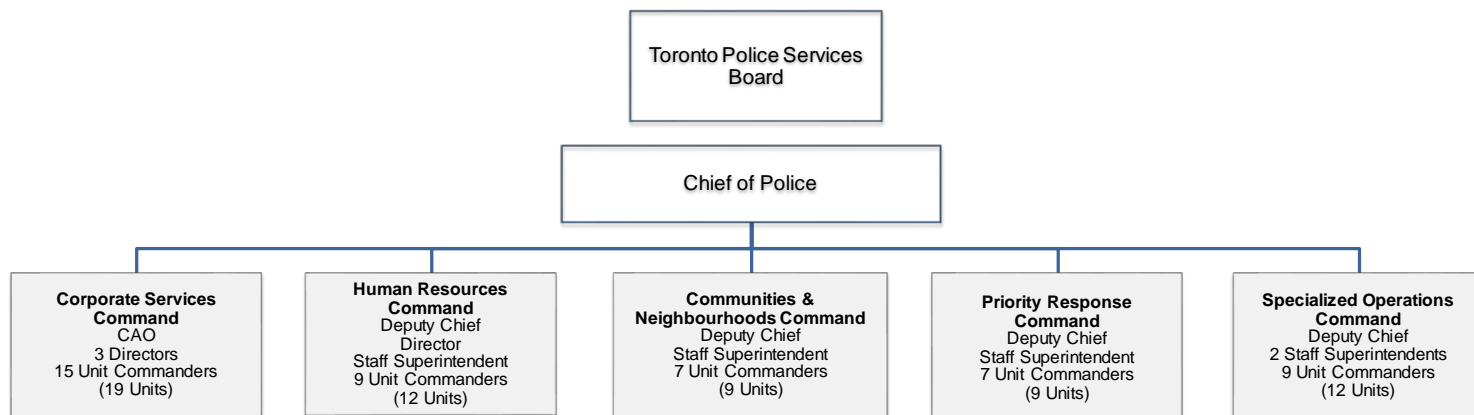 Toronto Police Services
Board
Chief of Police
Corporate Services
Command
CAO
3 Directors
15 Unit Commanders
(19 Units)
Human Resources
Command
Deputy Chief
Director
Staff Superintendent
9 Unit Commanders
(12 Units)
Communities &
Neighbourhoods Command
Deputy Chief
Staff Superintendent
7 Unit Commanders
(9 Units)
Priority Response
Command
Deputy Chief
Staff Superintendent
7 Unit Commanders
(9 Units)
Specialized Operations
Command
Deputy Chief
2 Staff Superintendents
9 Unit Commanders
(12 Units)